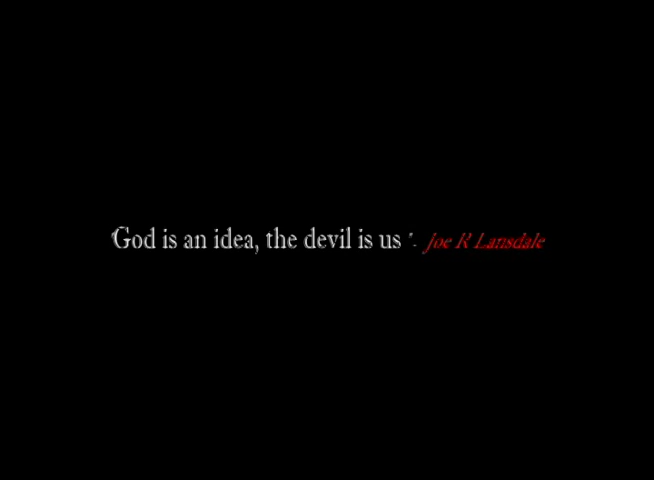 'God is an idea, the devil is us '- Joe R Lansdale